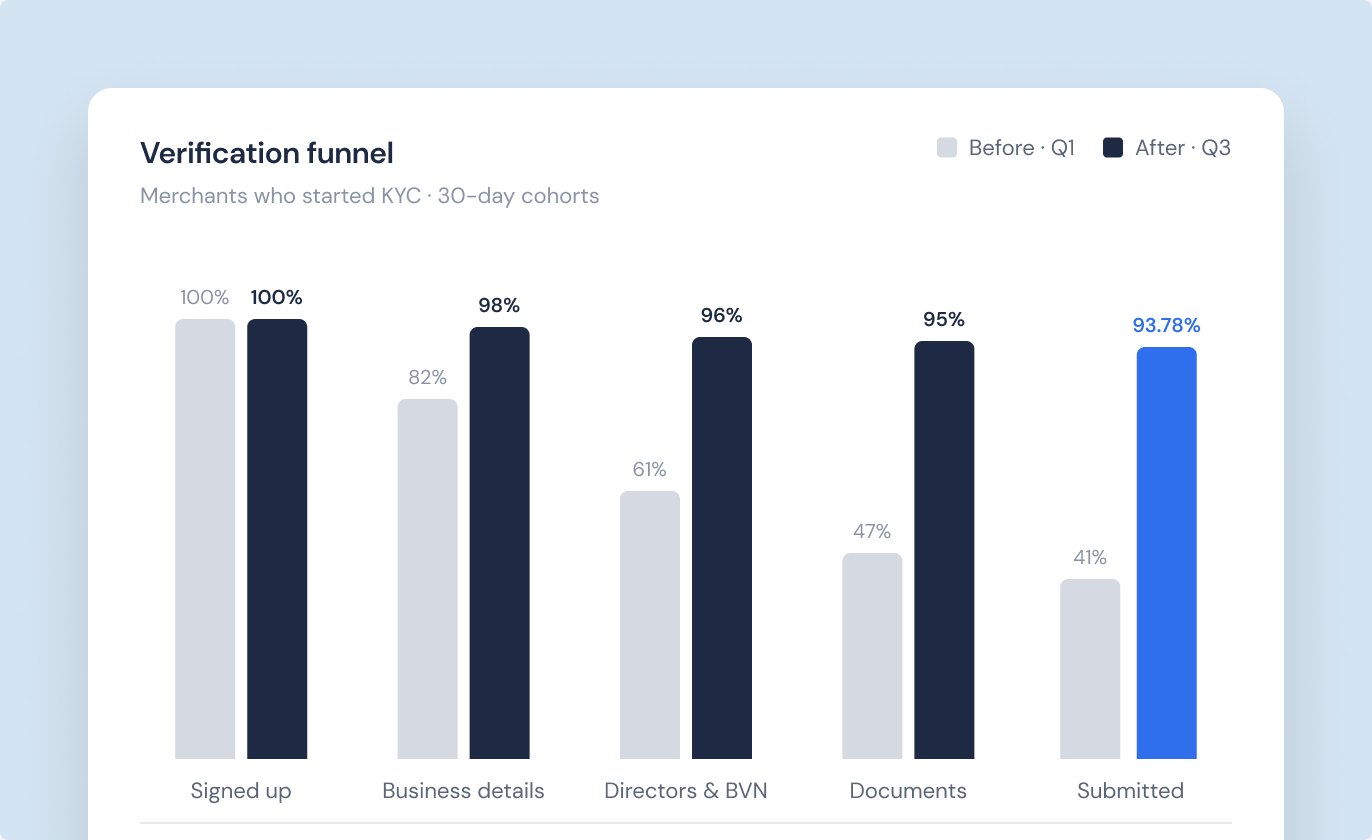 Verification funnel
Before · Q1
After · Q3
Merchants who started KYC · 30-day cohorts
100%
100%
98%
82%
96%
61%
95%
47%
93.78%
41%
Signed up
Business details
Directors & BVN
Documents
Submitted